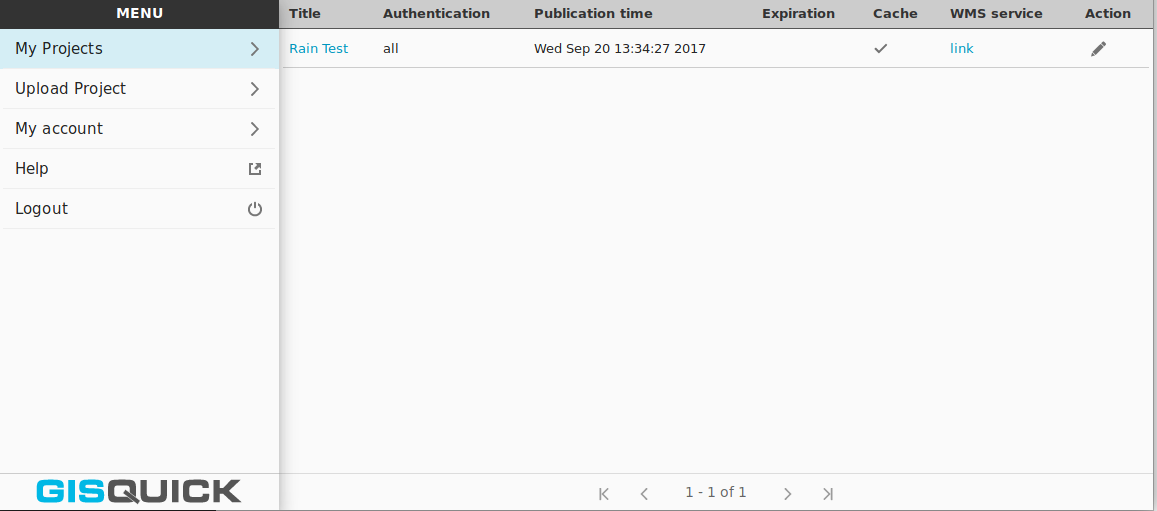 MENU
My Projects
Upload Project
My account
Help
Logout
GISQUICK
Title Authentication Publication time Expiration Cache WMS service Action
Rain Test all Wed Sep 20 13:34:27 2017 link
1 - 1 of 1